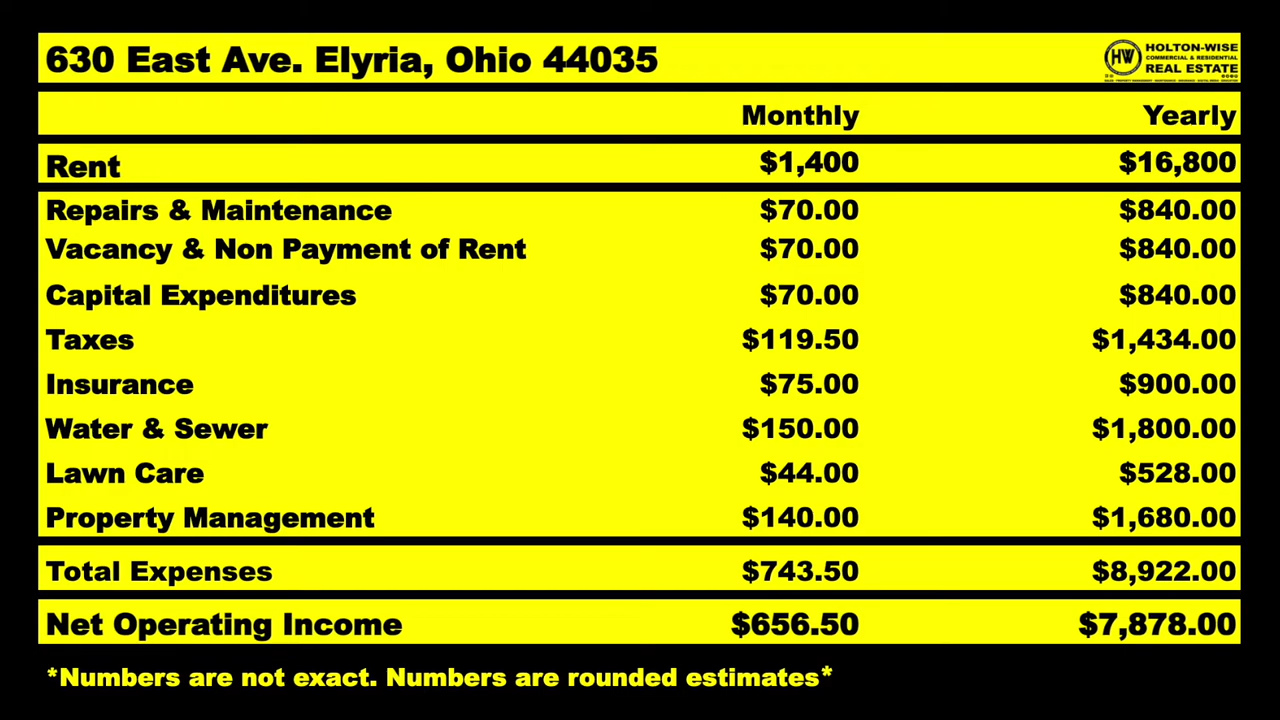 630 East Ave. Elyria, Ohio 44035
HW
HOLTON-WISE
COMMERCIAL & RESIDENTIAL
REAL ESTATE
Monthly Yearly
Rent $1,400 $16,800
Repairs & Maintenance $70.00 $840.00
Vacancy & Non Payment of Rent $70.00 $840.00
Capital Expenditures $70.00 $840.00
Taxes $119.50 $1,434.00
Insurance $75.00 $900.00
Water & Sewer $150.00 $1,800.00
Lawn Care $44.00 $528.00
Property Management $140.00 $1,680.00
Total Expenses $743.50 $8,922.00
Net Operating Income $656.50 $7,878.00
*Numbers are not exact. Numbers are rounded estimates*